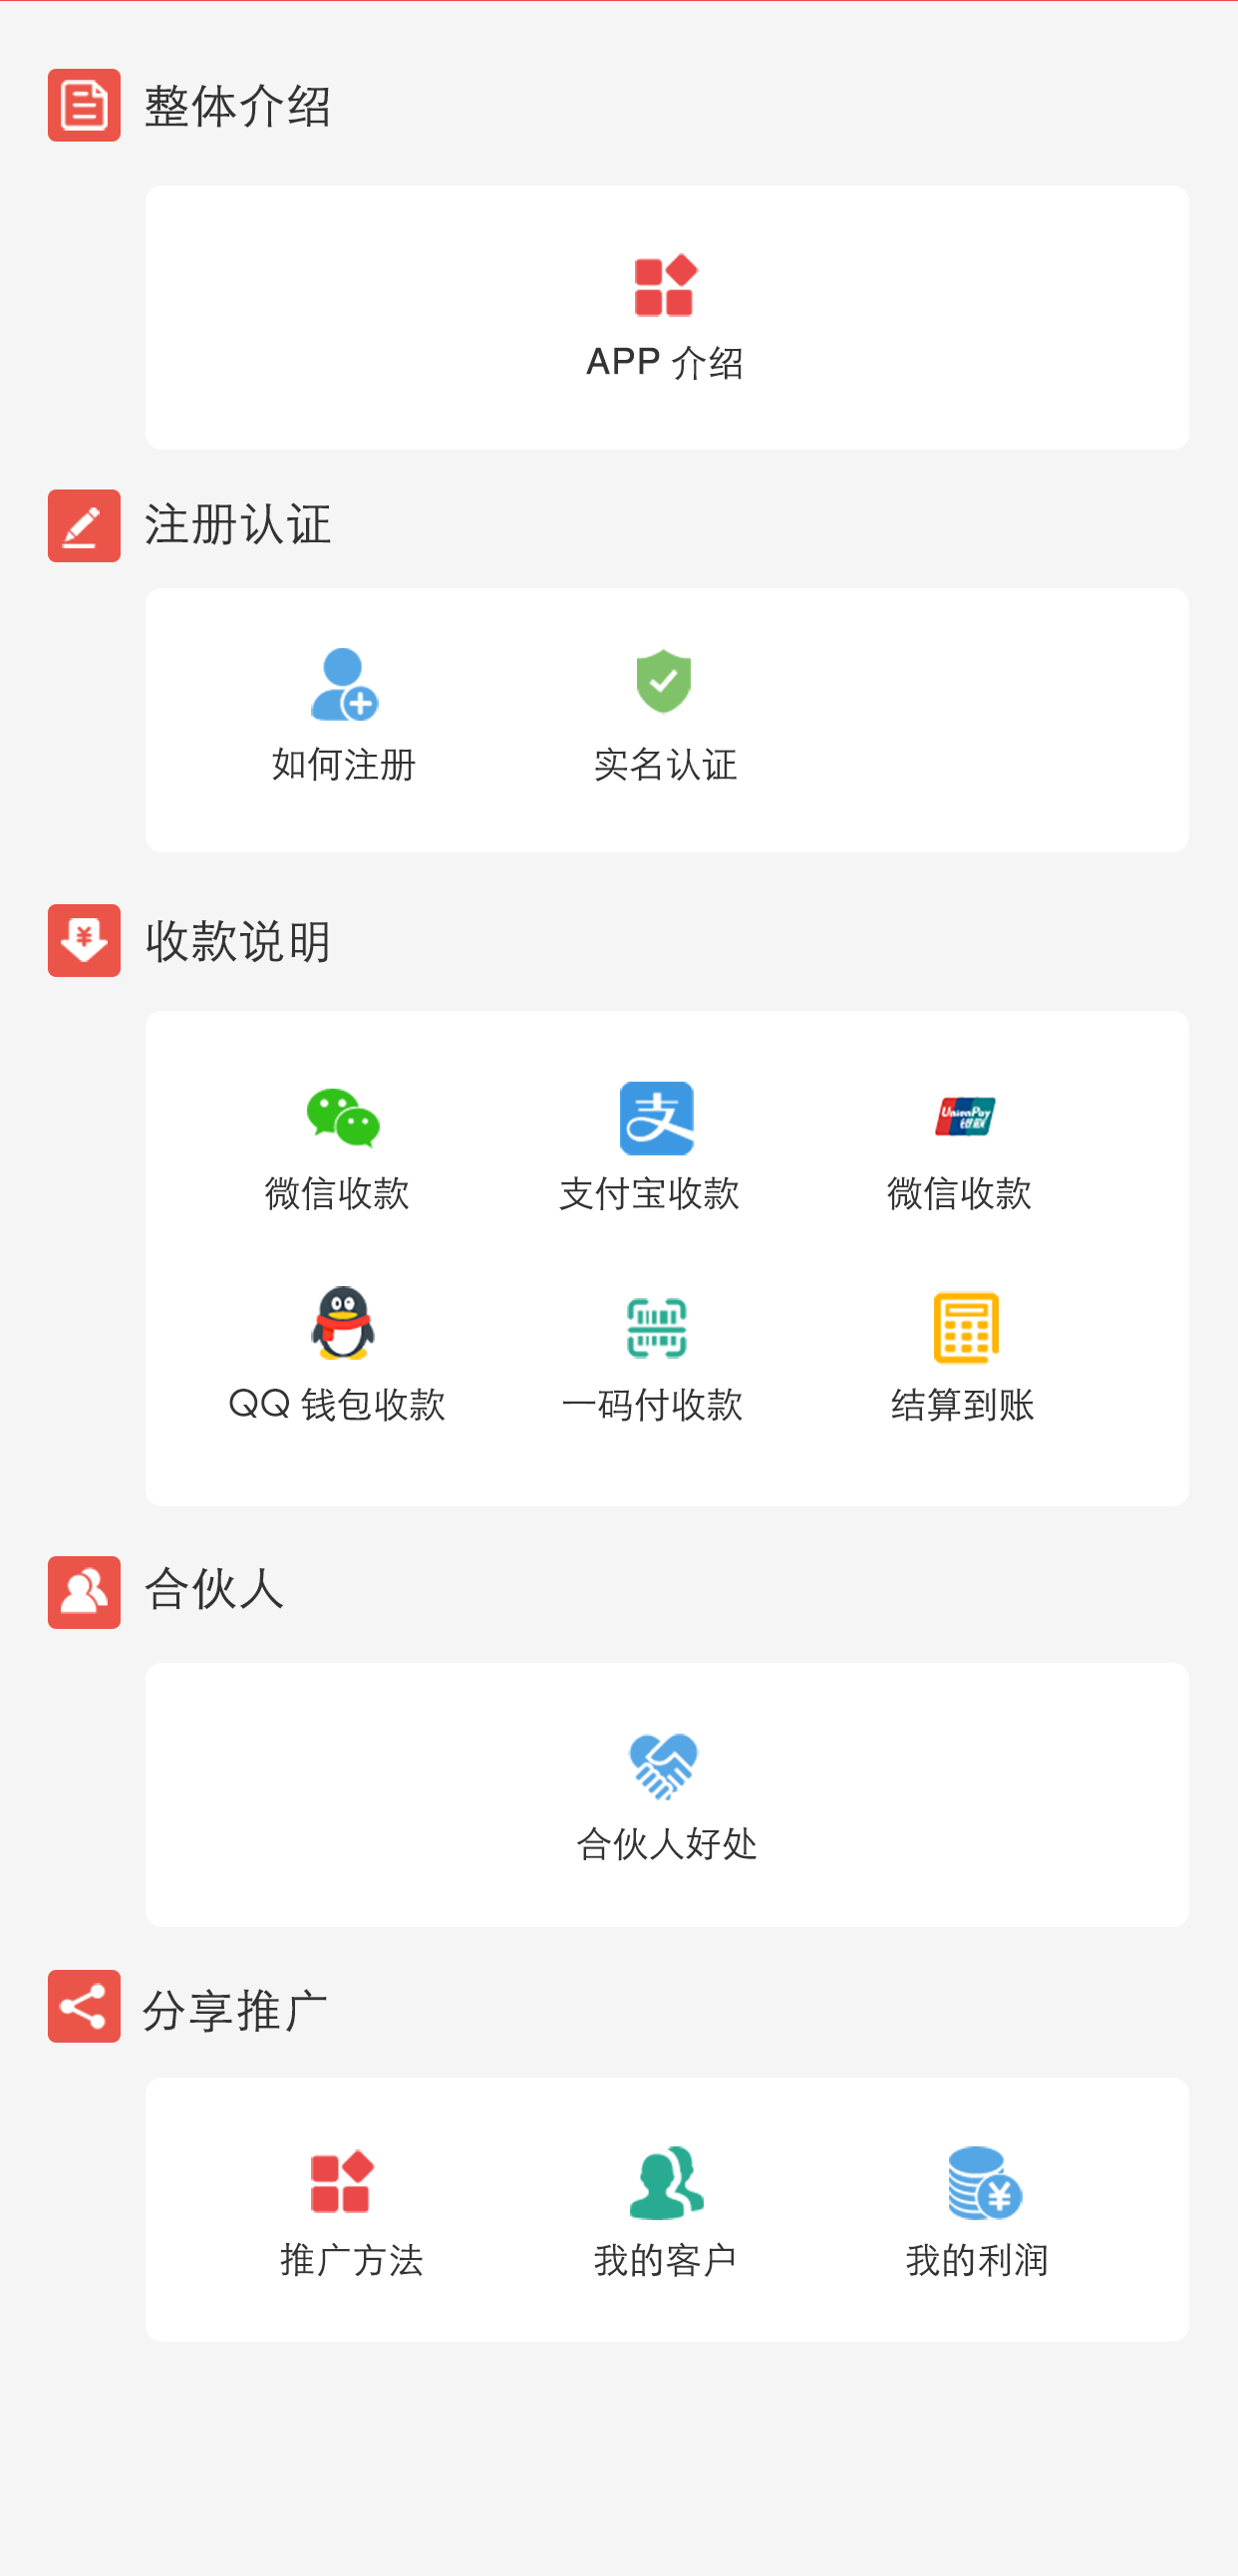 整体介绍
APP 介绍
注册认证
如何注册 实名认证
收款说明
UnionPay
银联
微信收款 支付宝收款 微信收款
QQ 钱包收款 一码付收款 结算到账
合伙人
合伙人好处
分享推广
推广方法 我的客户 我的利润